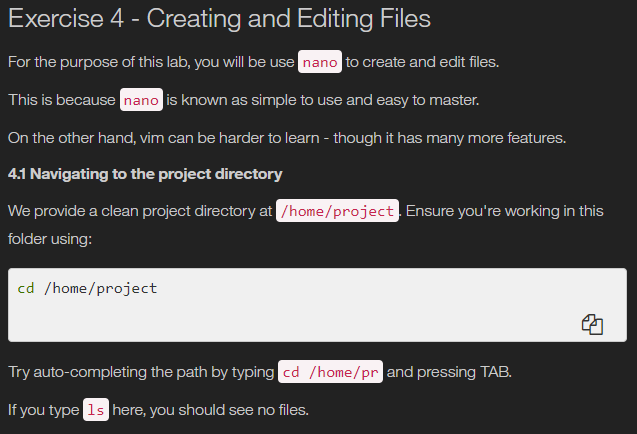 Exercise 4 - Creating and Editing Files
For the purpose of this lab, you will be use nano to create and edit files.
This is because nano is known as simple to use and easy to master.
On the other hand, vim can be harder to learn - though it has many more features.
4.1 Navigating to the project directory
We provide a clean project directory at /home/project. Ensure you're working in this
folder using:
cd /home/project
Try auto-completing the path by typing cd /home/pr and pressing TAB.
If you type ls here, you should see no files.